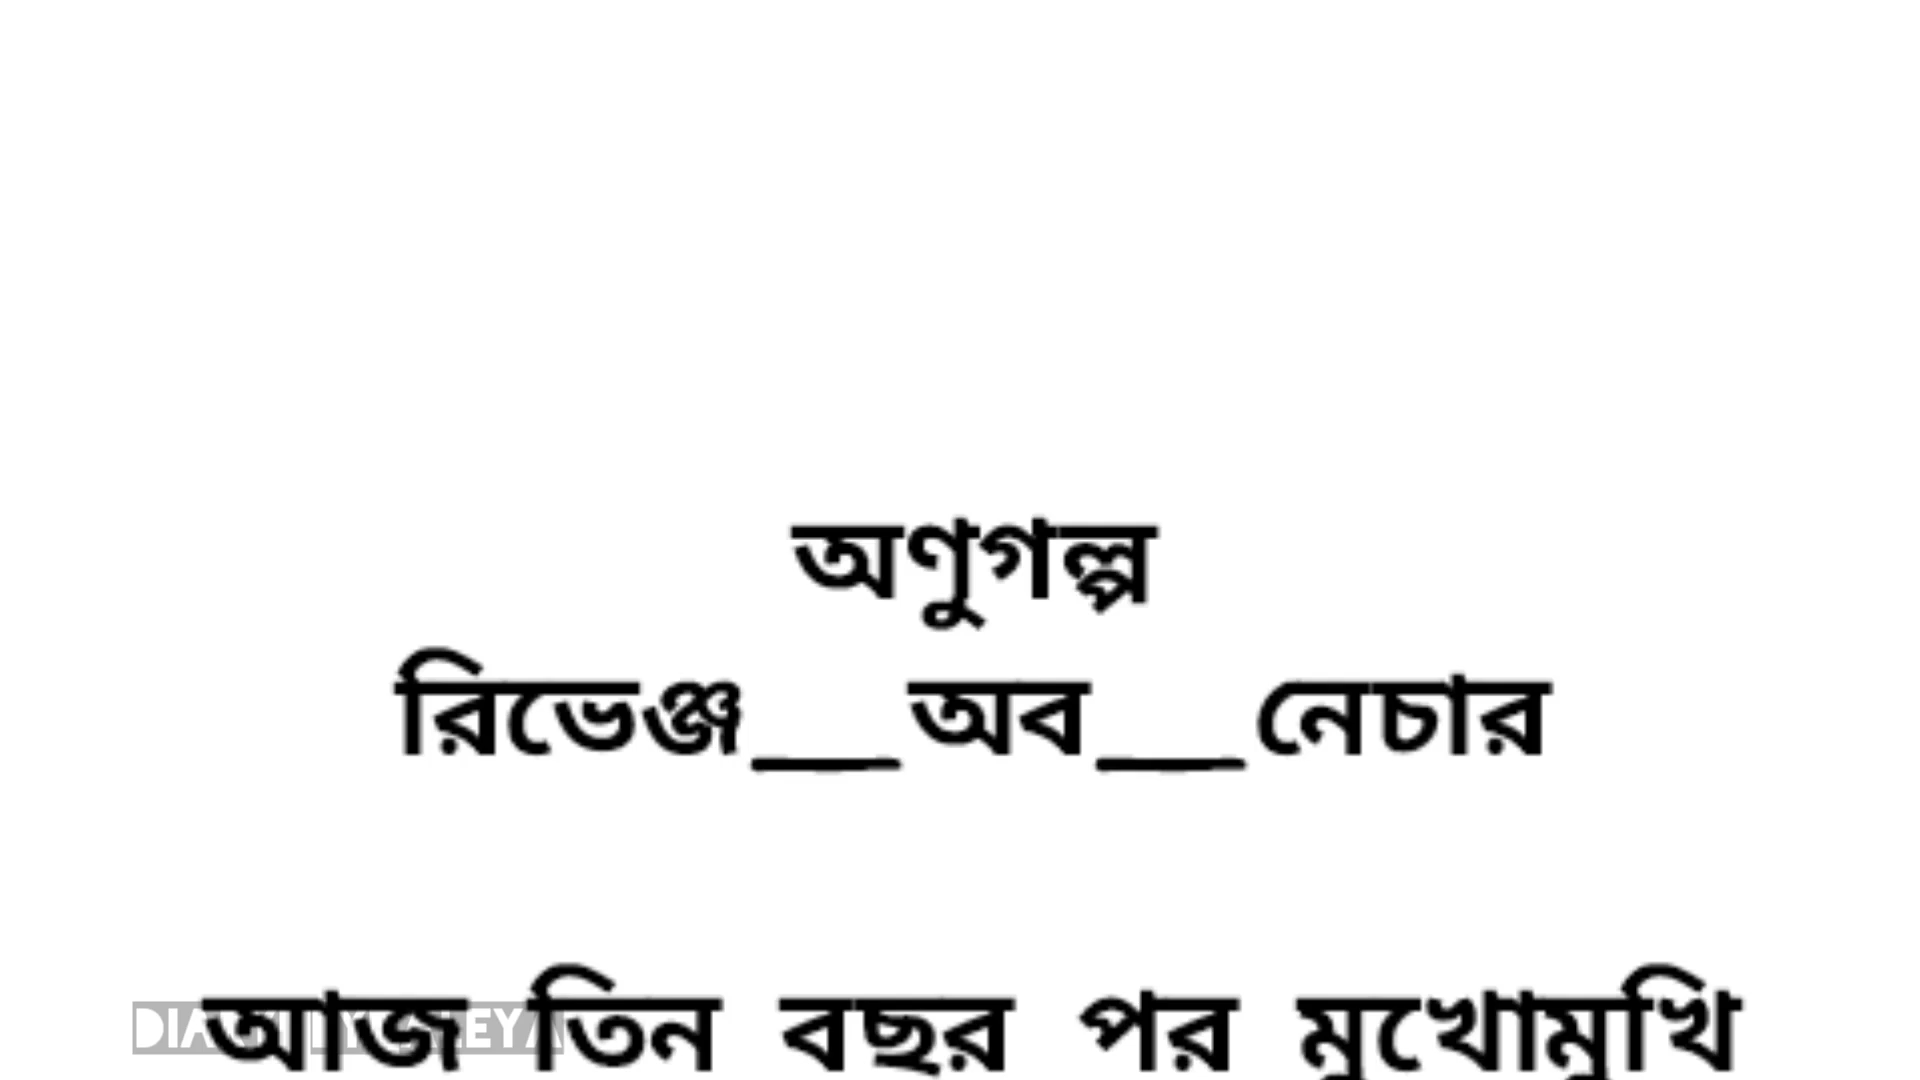 অণুগল্প
রিভেঞ্জ__অব__নেচার
আজ তিন বছর পর মুখোমুখি